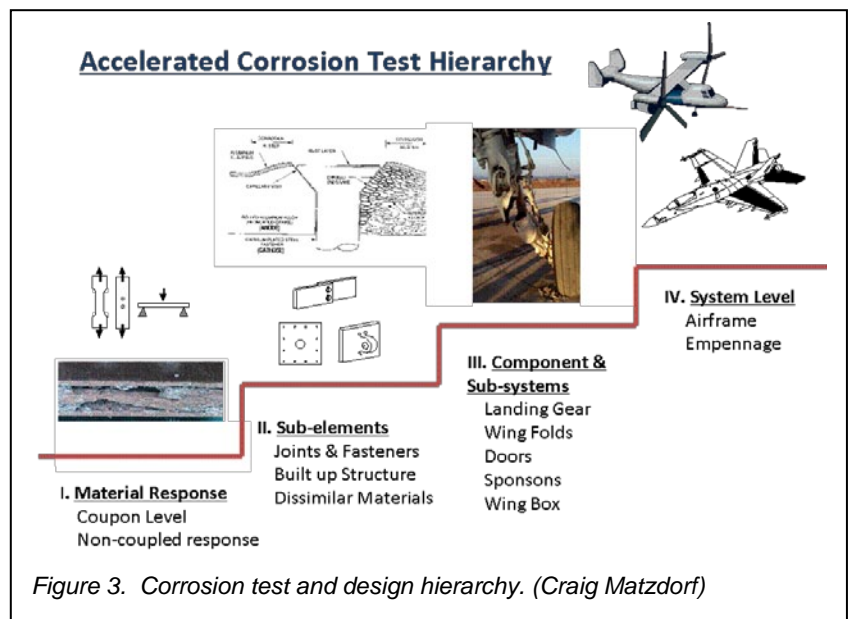 Accelerated Corrosion Test Hierarchy
ALUMINUM
CAPILLARY
I. Material Response
Coupon Level
Non-coupled response
II. Sub-elements
Joints & Fasteners
Built up Structure
Dissimilar Materials
III. Component &
Sub-systems
Landing Gear
Wing Folds
Doors
Sponsons
Wing Box
IV. System Level
Airframe
Empennage
Figure 3.  Corrosion test and design hierarchy. (Craig Matzdorf)